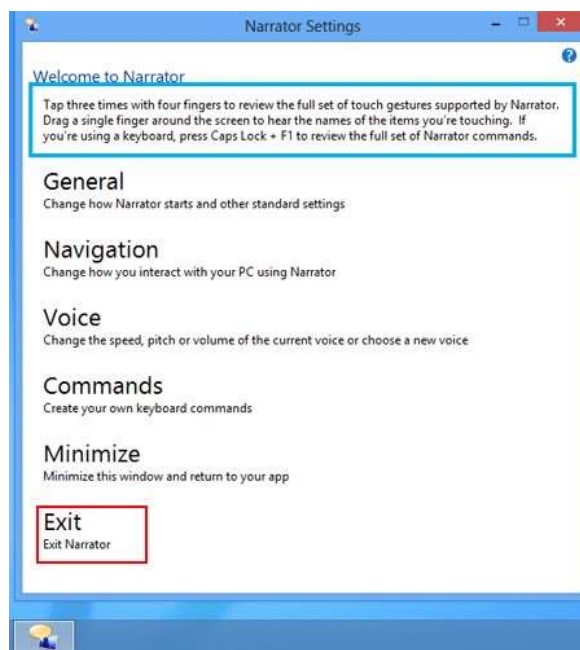 Narrator Settings
Welcome to Narrator
Tap three times with four fingers to review the full set of touch gestures supported by Narrator.
Drag a single finger around the screen to hear the names of the items you're touching. If
you're using a keyboard, press Caps Lock + F1 to review the full set of Narrator commands.
General
Change how Narrator starts and other standard settings
Navigation
Change how you interact with your PC using Narrator
Voice
Change the speed, pitch or volume of the current voice or choose a new voice
Commands
Create your own keyboard commands
Minimize
Minimize this window and return to your app
Exit
Exit Narrator